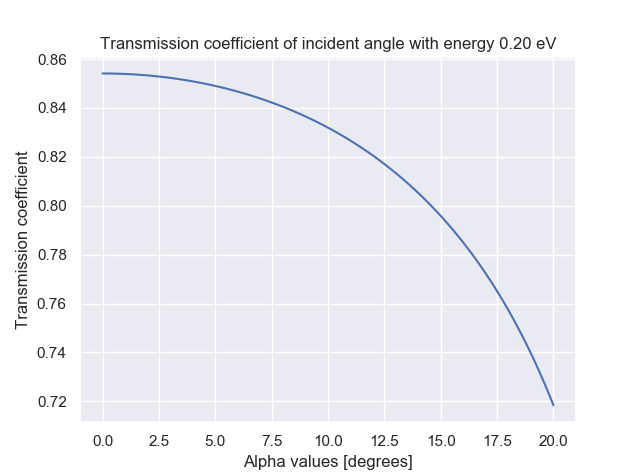 Transmission coefficient of incident angle with energy 0.20 eV
0.86
0.84
0.82
0.80
0.78
0.76
0.74
0.72
Transmission coefficient
0.0 2.5 5.0 7.5 10.0 12.5 15.0 17.5 20.0
Alpha values [degrees]